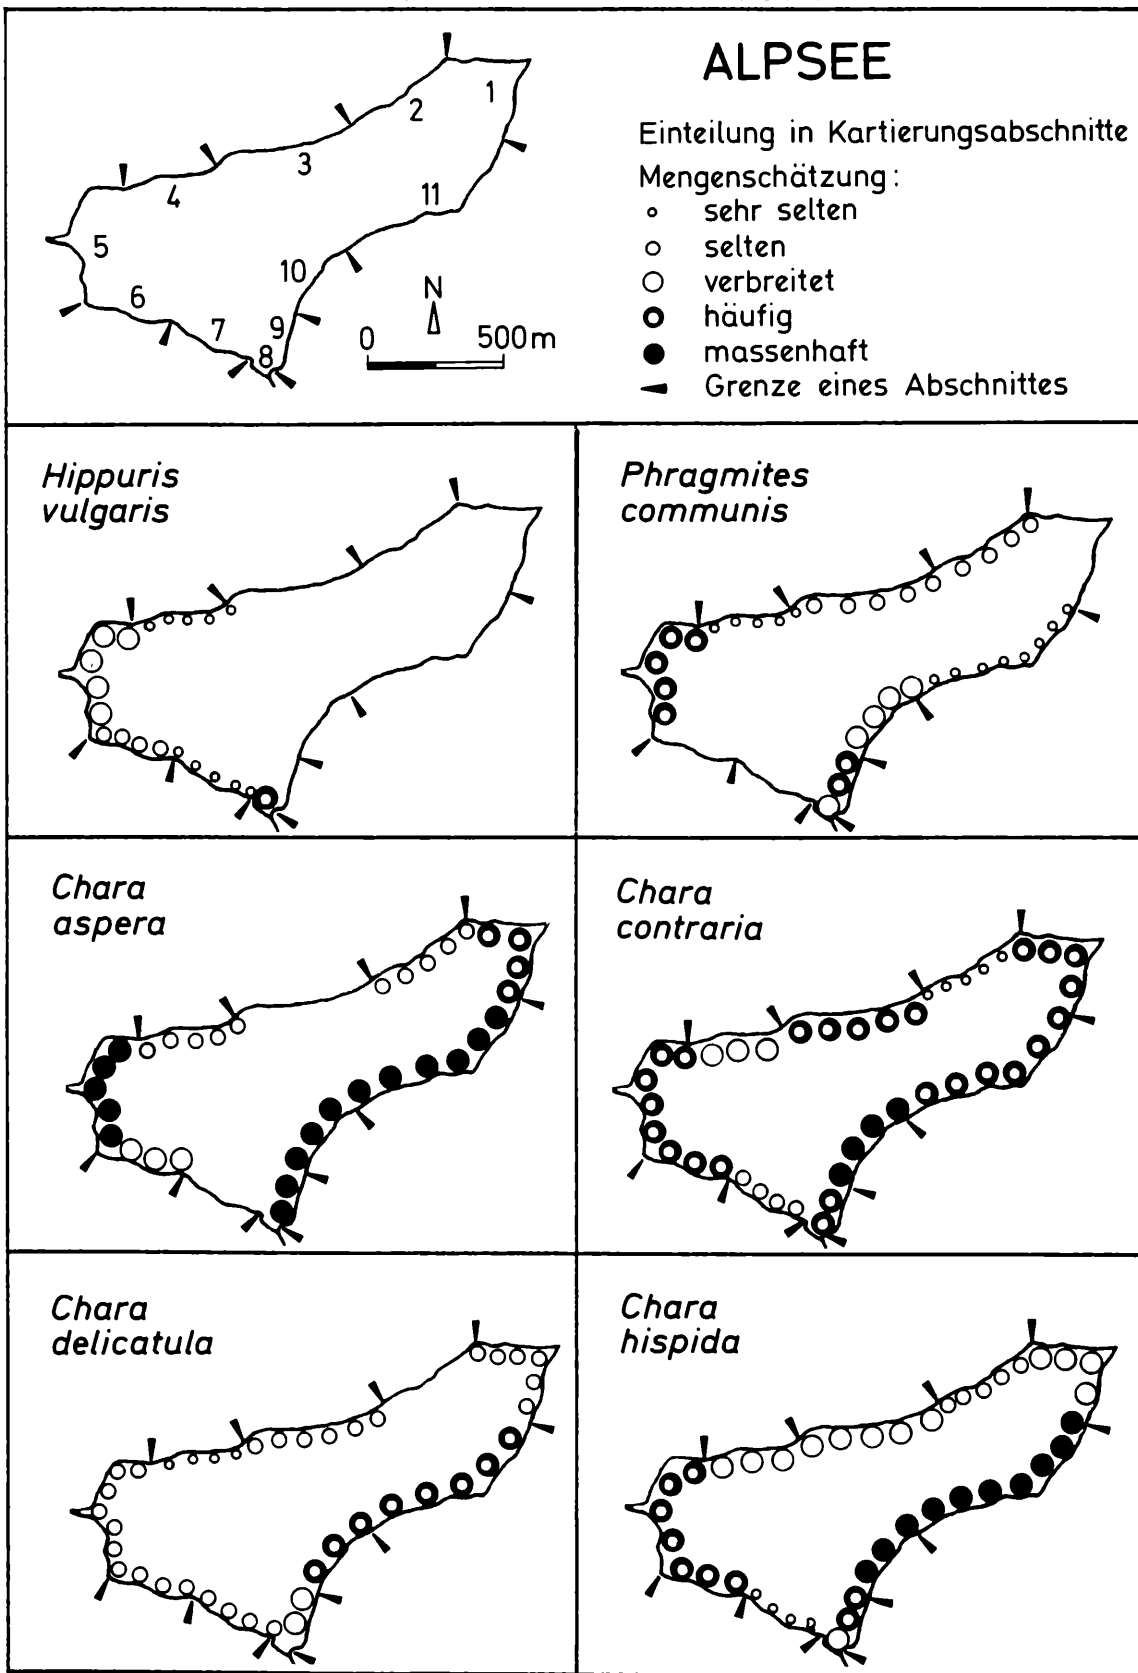 ALPSEE
Einteilung in Kartierungsabschnitte
Mengenschätzung:
sehr selten
selten
verbreitet
häufig
massenhaft
Grenze eines Abschnittes
1
2
3
4
5
6
7
8
9
10
11
N
0 500m
Hippuris
vulgaris
Phragmites
communis
Chara
aspera
Chara
contraria
Chara
delicatula
Chara
hispida